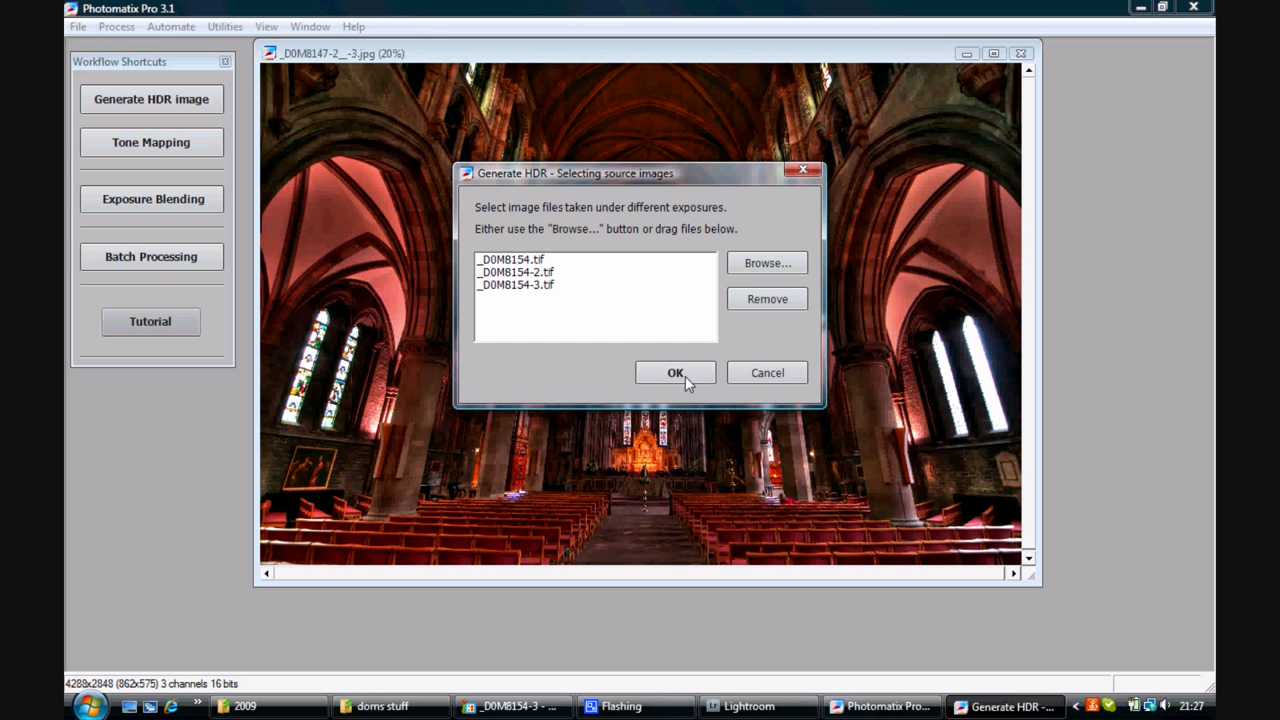 Photomatix Pro 3.1
File Process Automate Utilities View Window Help
Workflow Shortcuts
Generate HDR image
Tone Mapping
Exposure Blending
Batch Processing
Tutorial
_D0M8147-2__-3.jpg (20%)
Generate HDR - Selecting source images
Select image files taken under different exposures.
Either use the "Browse..." button or drag files below.
_D0M8154.tif
_D0M8154-2.tif
_D0M8154-3.tif
Browse...
Remove
OK
Cancel
4288x2848 (862x575) 3 channels 16 bits
2009
doms stuff
_D0M8154-3 - ...
Flashing
Lr Lightroom
Photomatix Pro...
Generate HDR -...
21:27